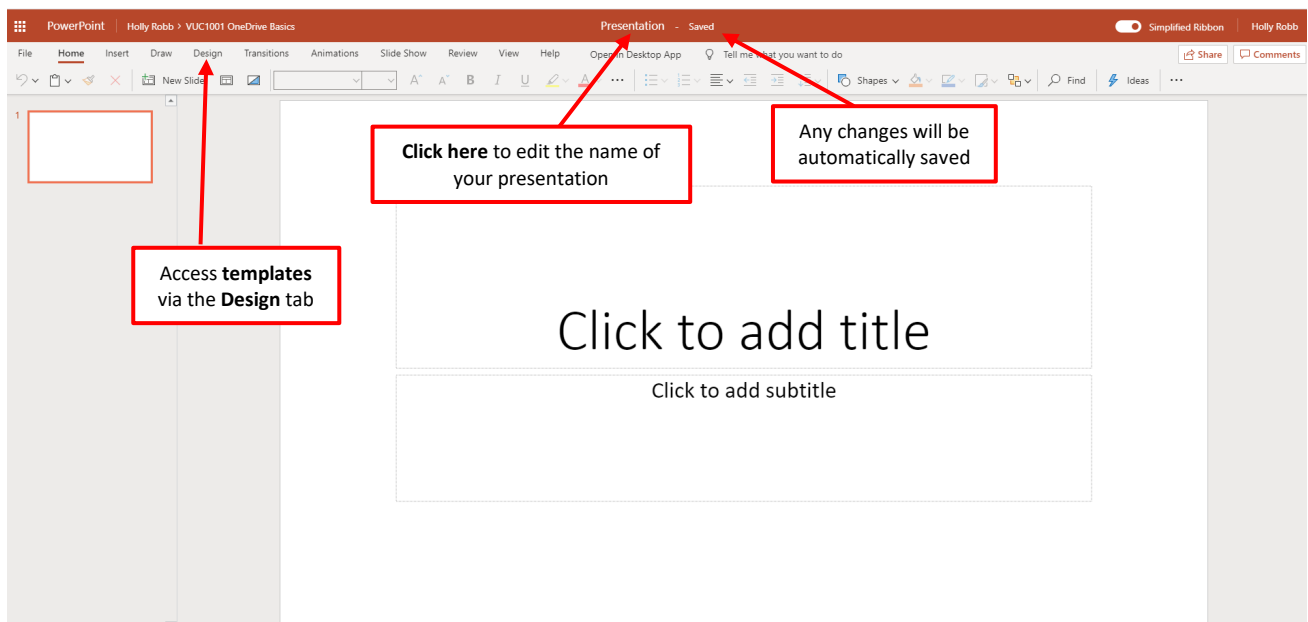 PowerPoint Holly Robb > VUC1001 OneDrive Basics Presentation - Saved Simplified Ribbon Holly Robb
File Home Insert Draw Design Transitions Animations Slide Show Review View Help Open in Desktop App Tell me what you want to do Share Comments
New Slide A^ A˅ B I U A ... Shapes Find Ideas ...
1
Click here to edit the name of
your presentation
Any changes will be
automatically saved
Access templates
via the Design tab
Click to add title
Click to add subtitle